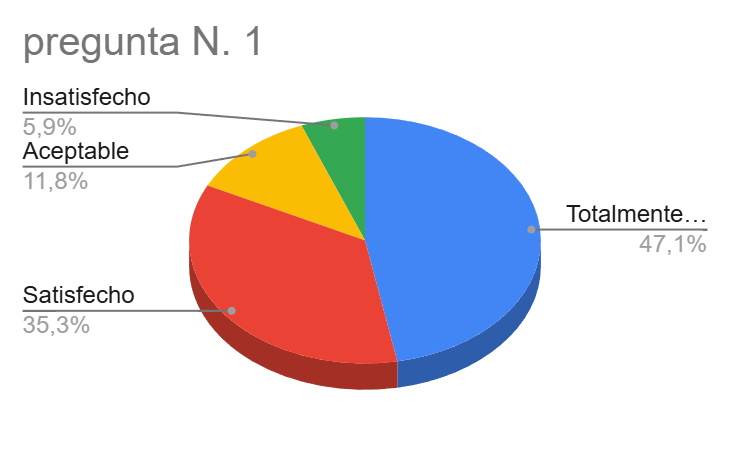 pregunta N. 1
Insatisfecho
5,9%
Aceptable
11,8%
Totalmente…
47,1%
Satisfecho
35,3%